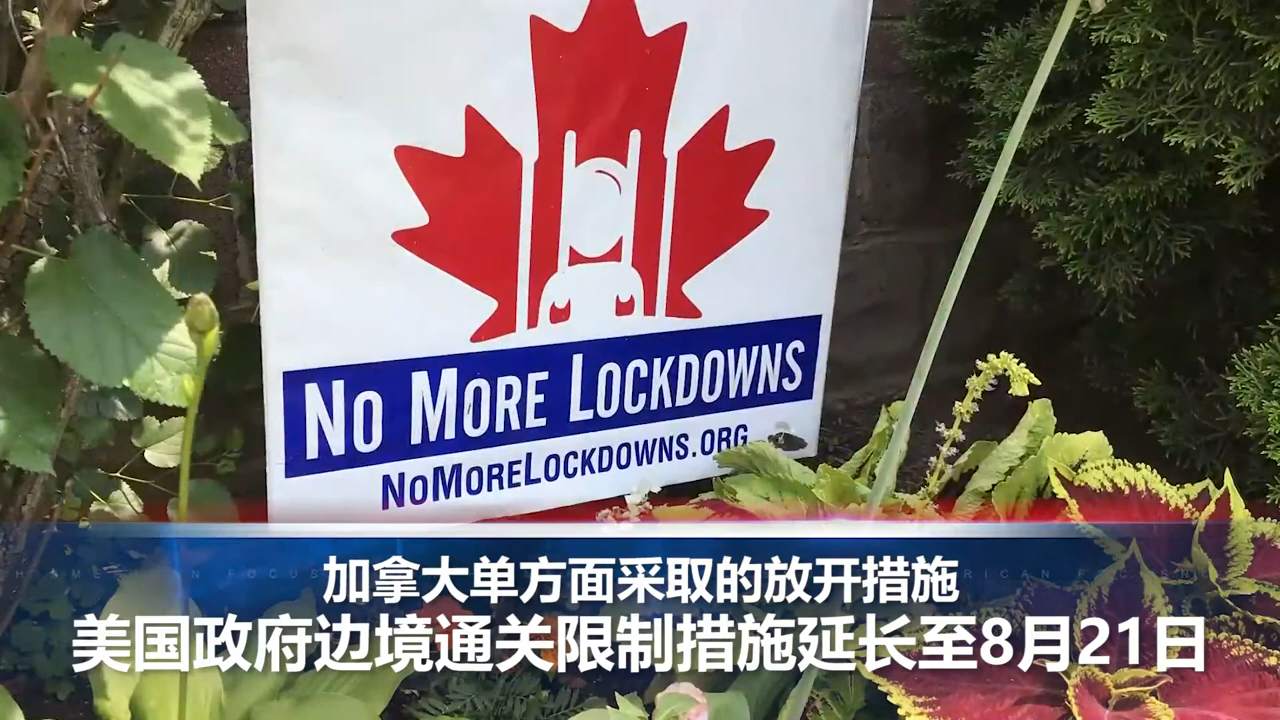 No More Lockdowns
NoMoreLockdowns.org
加拿大单方面采取的放开措施
美国政府边境通关限制措施延长至8月21日